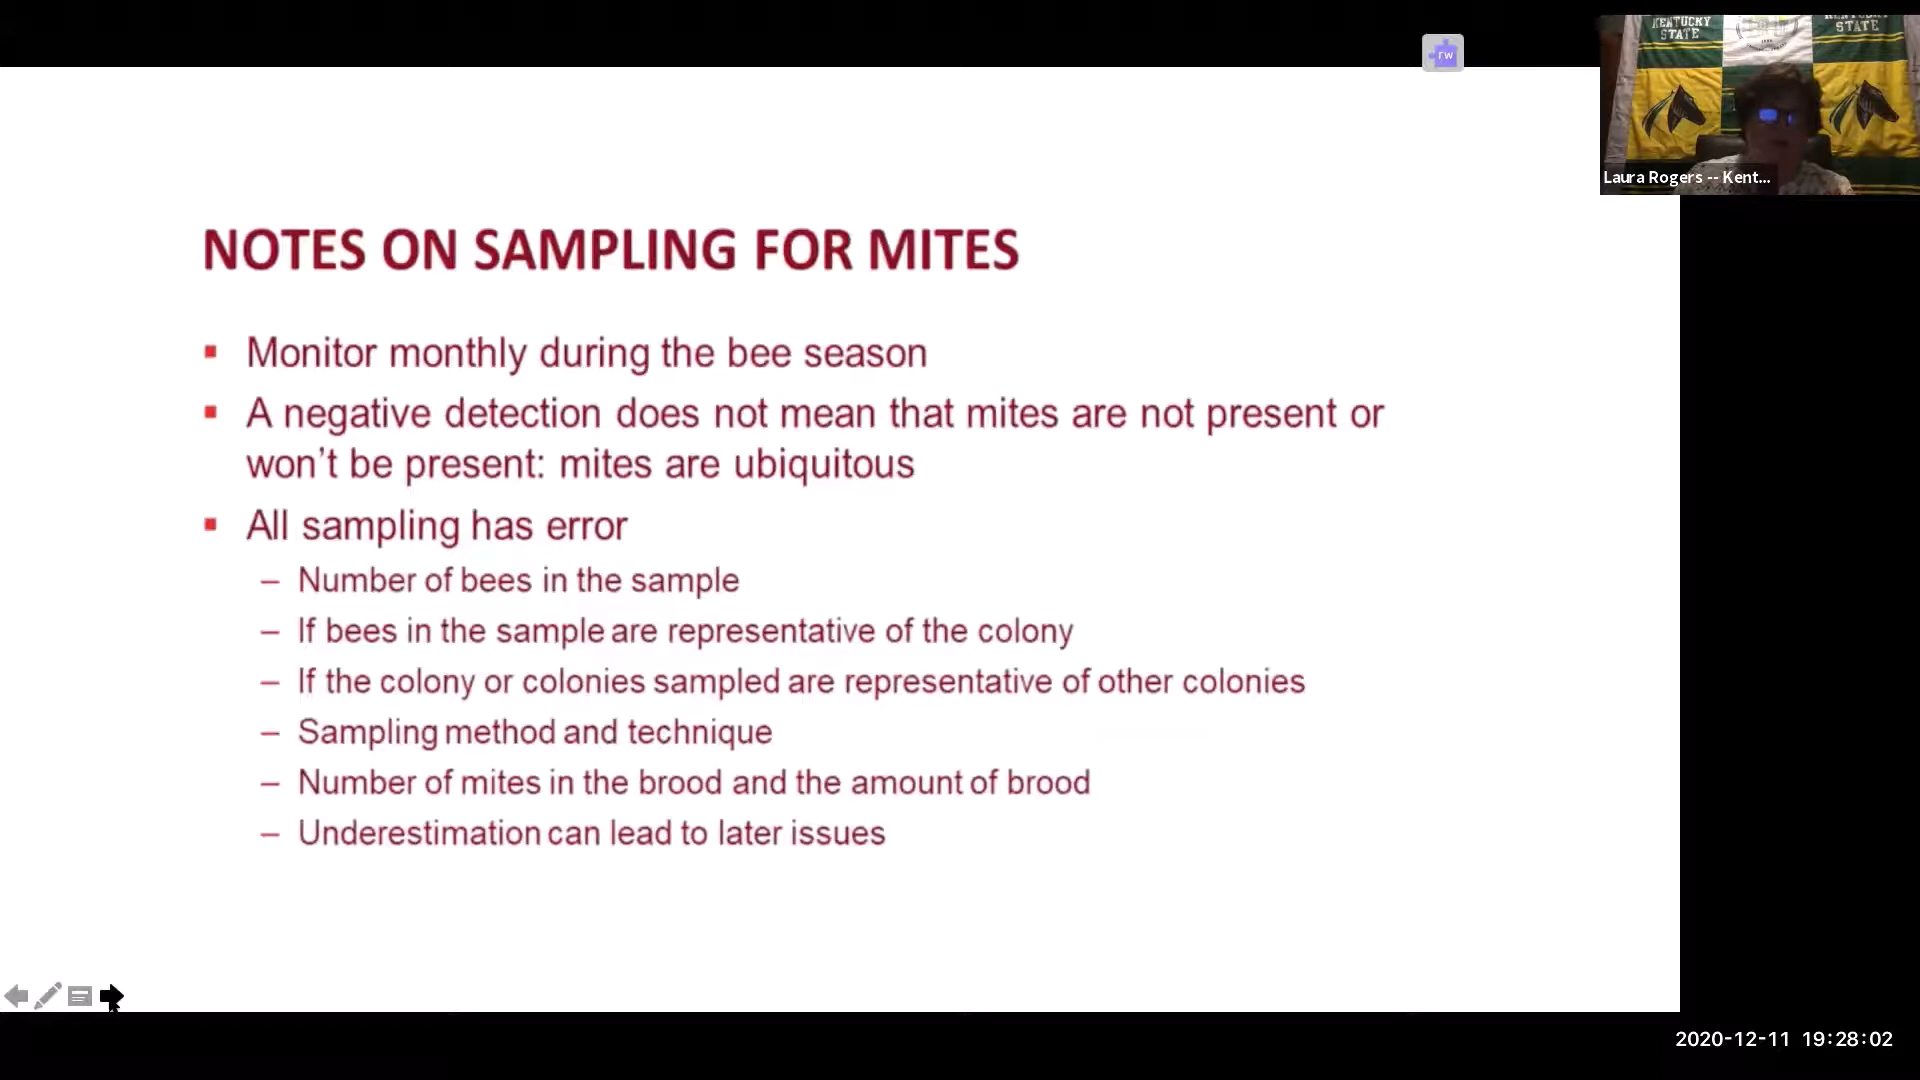 KENTUCKY
STATE
STATE
rw
Laura Rogers -- Kent...
NOTES ON SAMPLING FOR MITES
▪ Monitor monthly during the bee season
▪ A negative detection does not mean that mites are not present or
won’t be present: mites are ubiquitous
▪ All sampling has error
– Number of bees in the sample
– If bees in the sample are representative of the colony
– If the colony or colonies sampled are representative of other colonies
– Sampling method and technique
– Number of mites in the brood and the amount of brood
– Underestimation can lead to later issues
2020-12-11 19:28:02